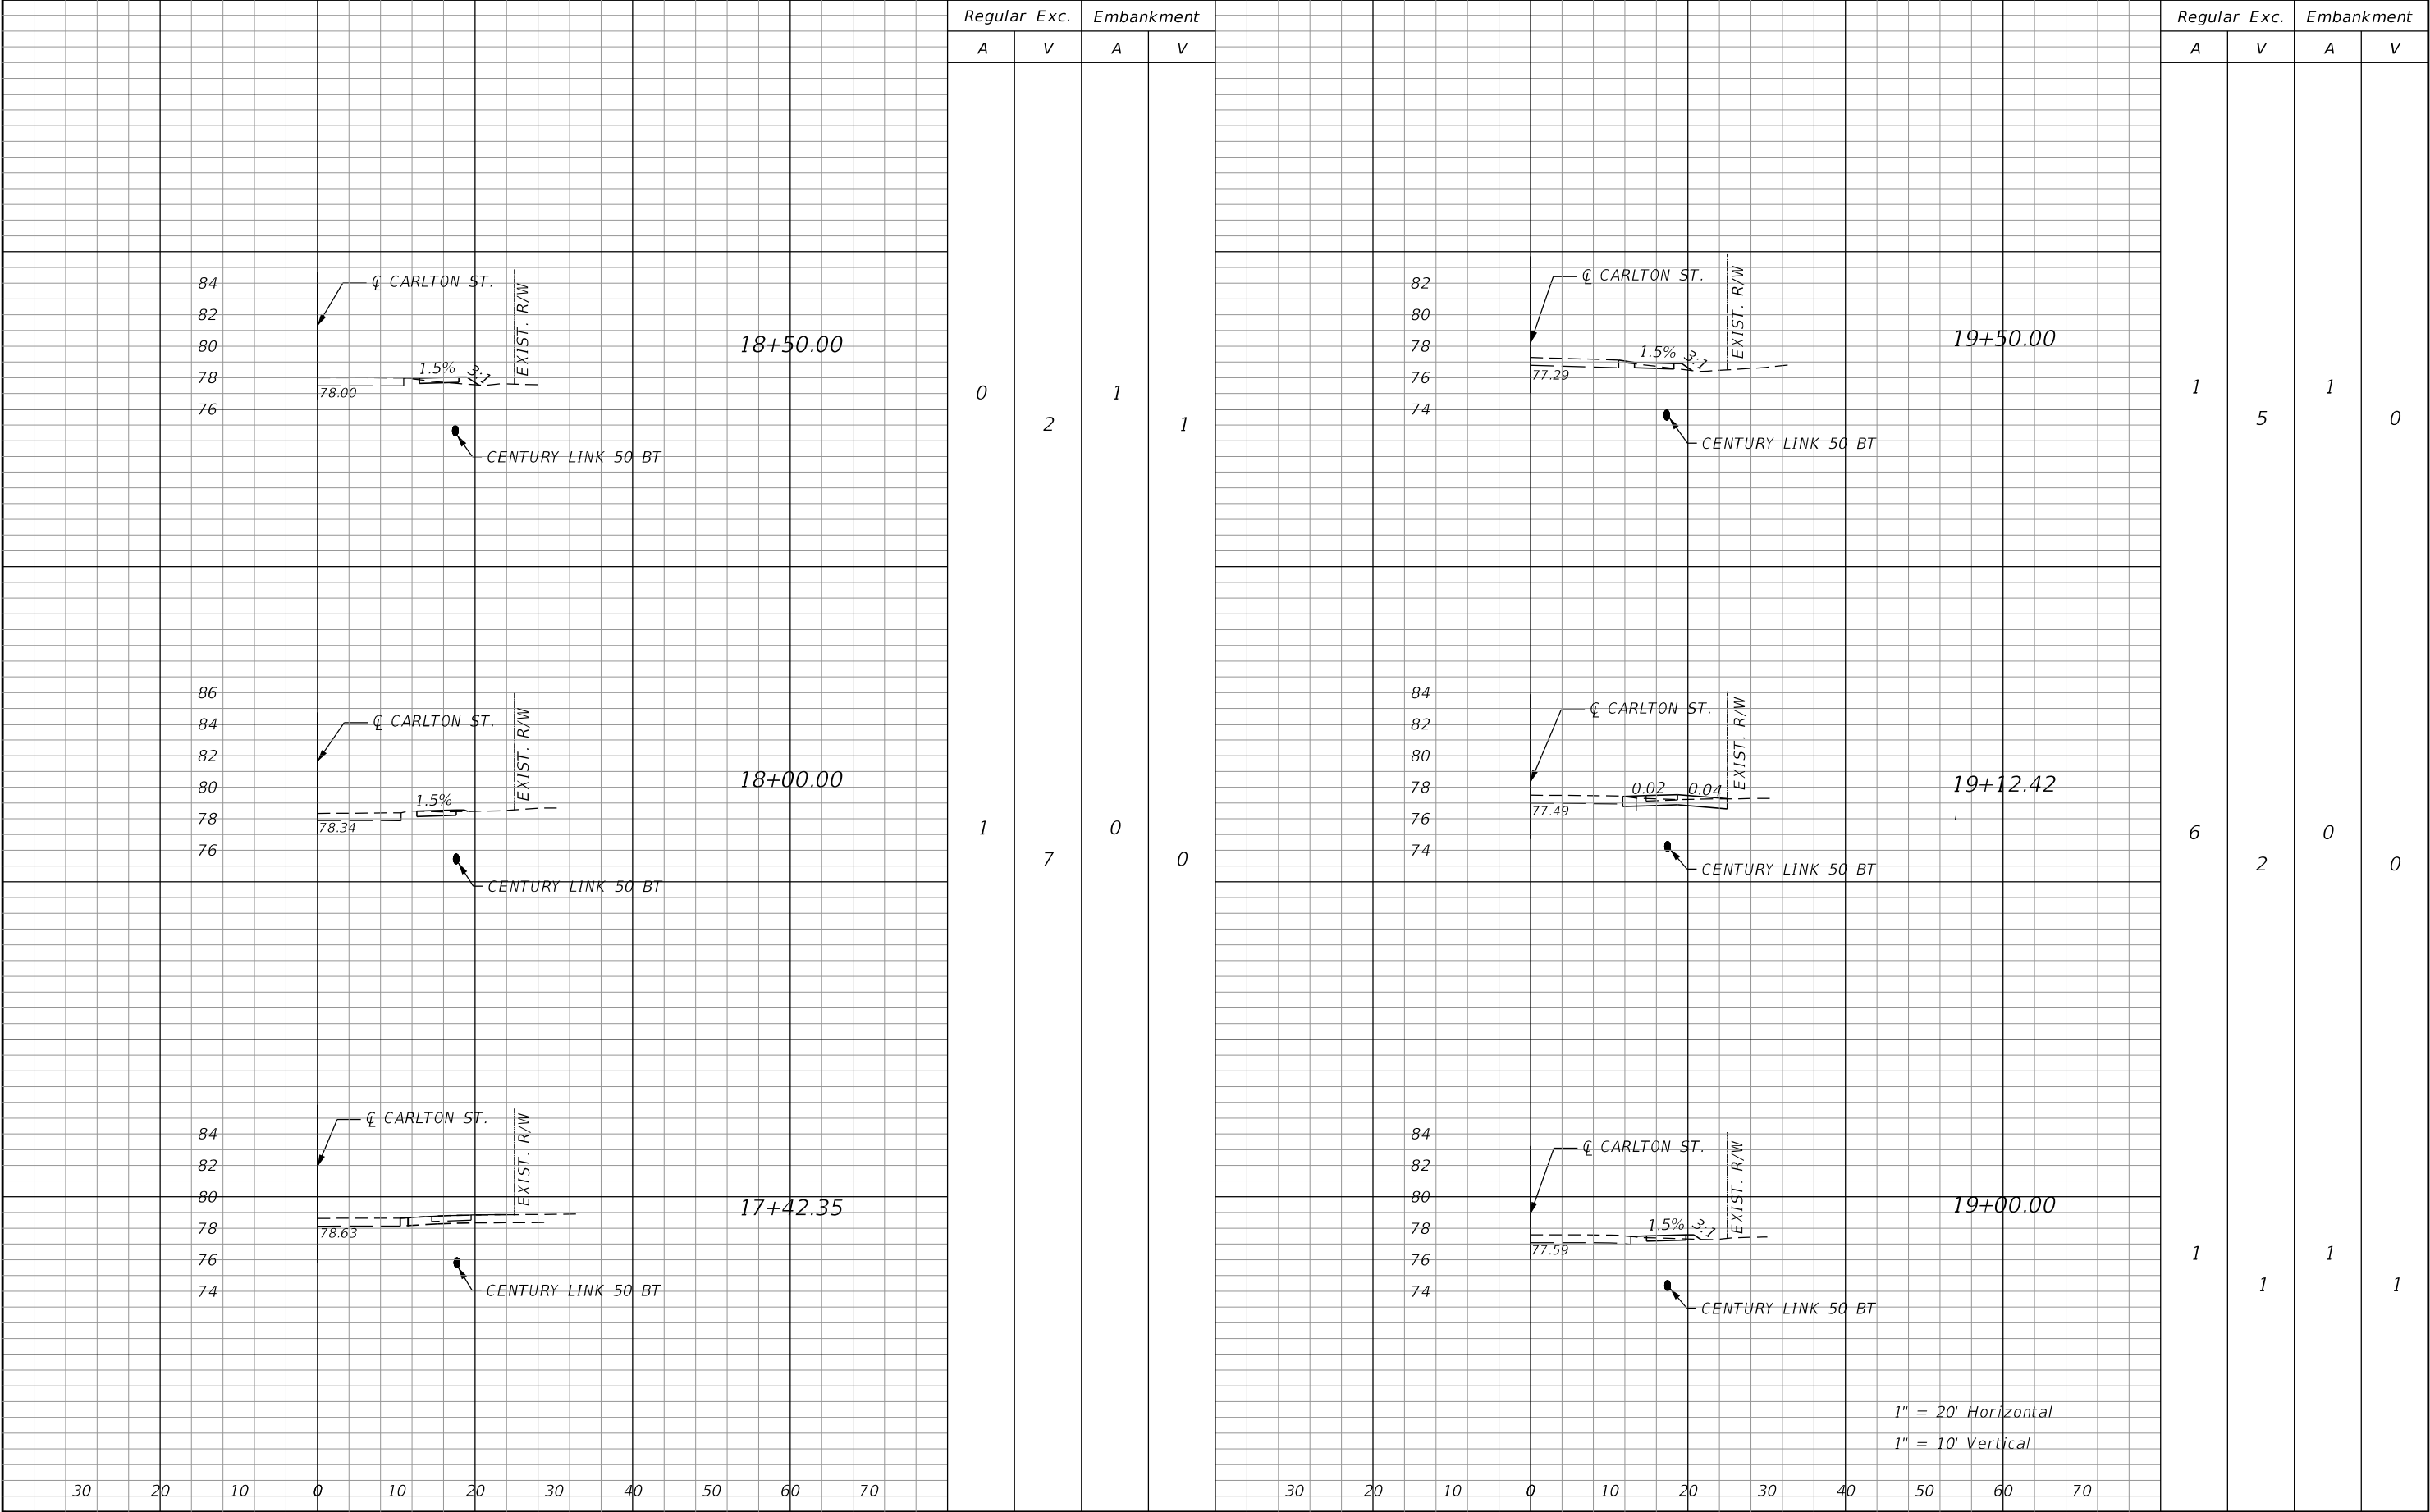 Regular Exc. Embankment
A V A V
84
℄ CARLTON ST.
82
80
78
76
EXIST. R/W
1.5%
3:1
78.00
18+50.00
CENTURY LINK 50 BT
0 1
2 1
86
84
℄ CARLTON ST.
82
80
78
76
EXIST. R/W
1.5%
78.34
18+00.00
CENTURY LINK 50 BT
1 0
7 0
℄ CARLTON ST.
84
82
80
78
76
74
EXIST. R/W
78.63
17+42.35
CENTURY LINK 50 BT
30 20 10 0 10 20 30 40 50 60 70
Regular Exc. Embankment
A V A V
℄ CARLTON ST.
82
80
78
76
74
EXIST. R/W
1.5%
3:1
77.29
19+50.00
CENTURY LINK 50 BT
1 1
5 0
84
℄ CARLTON ST.
82
80
78
76
74
EXIST. R/W
0.02 0.04
77.49
19+12.42
CENTURY LINK 50 BT
6 0
2 0
84
℄ CARLTON ST.
82
80
78
76
74
EXIST. R/W
1.5%
3:1
77.59
19+00.00
CENTURY LINK 50 BT
1 1
1 1
1" = 20' Horizontal
1" = 10' Vertical
30 20 10 0 10 20 30 40 50 60 70